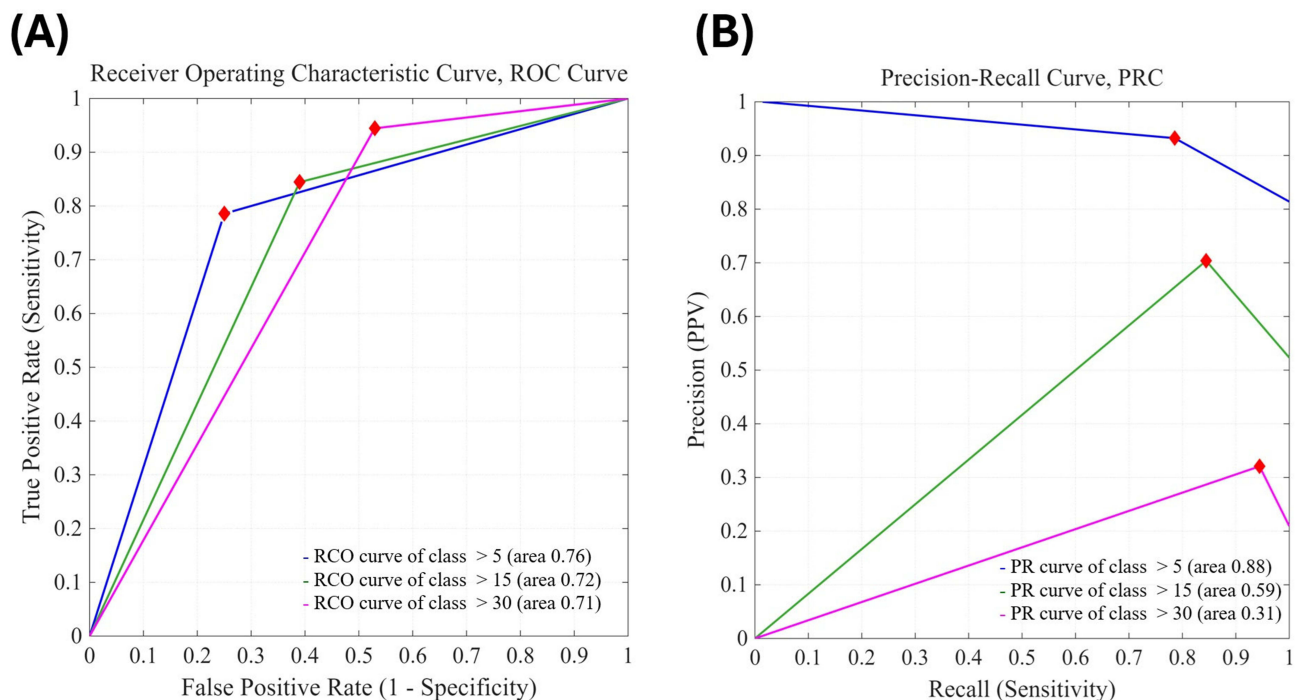 (A)
Receiver Operating Characteristic Curve, ROC Curve
True Positive Rate (Sensitivity)
1
0.9
0.8
0.7
0.6
0.5
0.4
0.3
0.2
0.1
0
- RCO curve of class > 5 (area 0.76)
- RCO curve of class > 15 (area 0.72)
- RCO curve of class > 30 (area 0.71)
0 0.1 0.2 0.3 0.4 0.5 0.6 0.7 0.8 0.9 1
False Positive Rate (1 - Specificity)
(B)
Precision-Recall Curve, PRC
Precision (PPV)
1
0.9
0.8
0.7
0.6
0.5
0.4
0.3
0.2
0.1
0
- PR curve of class > 5 (area 0.88)
- PR curve of class > 15 (area 0.59)
- PR curve of class > 30 (area 0.31)
0 0.1 0.2 0.3 0.4 0.5 0.6 0.7 0.8 0.9 1
Recall (Sensitivity)